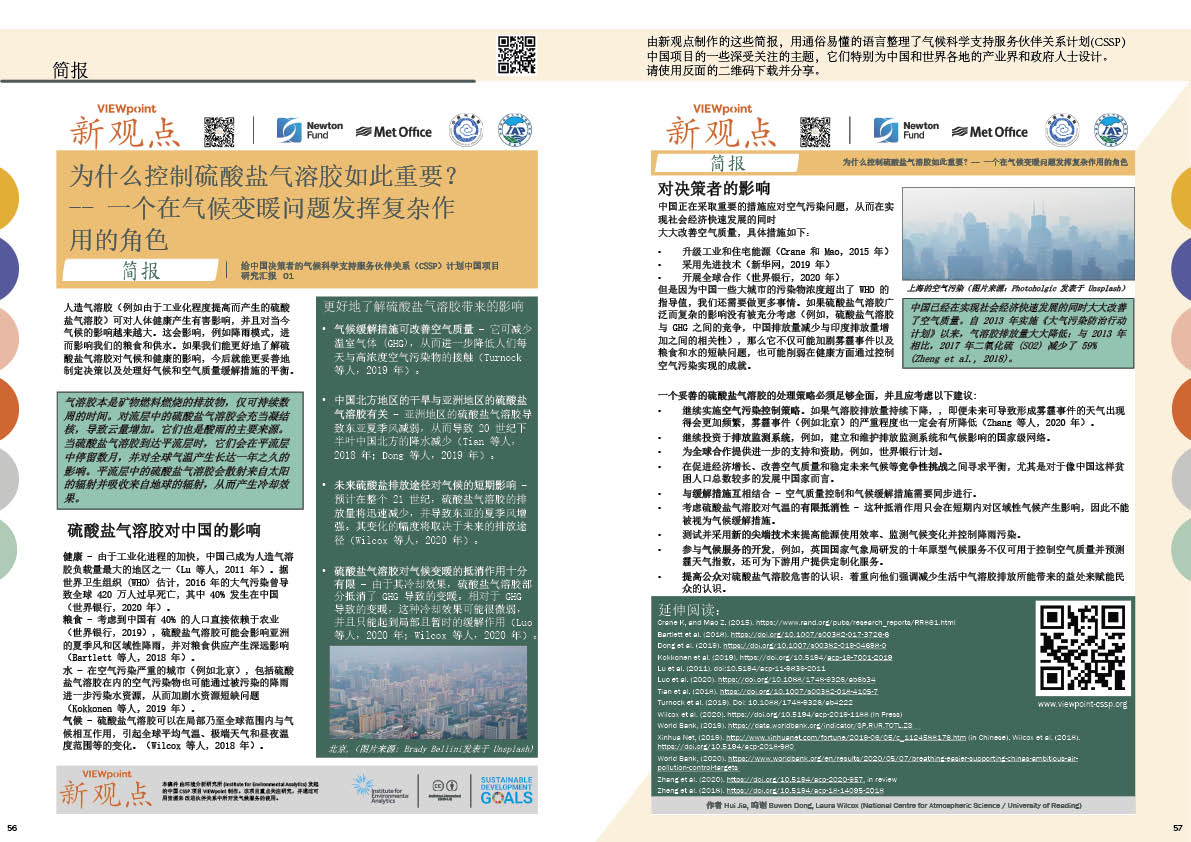 简报
由新观点制作的这些简报，用通俗易懂的语言整理了气候科学支持服务伙伴关系计划(CSSP)
中国项目的一些深受关注的主题，它们特别为中国和世界各地的产业界和政府人士设计。
请使用反面的二维码下载并分享。
VIEWpoint
新观点
Newton
Fund
Met Office
IAP
为什么控制硫酸盐气溶胶如此重要？
-- 一个在气候变暖问题发挥复杂作
用的角色
简报
给中国决策者的气候科学支持服务伙伴关系（CSSP）计划中国项目
研究汇报 01
人造气溶胶（例如由于工业化程度提高而产生的硫酸
盐气溶胶）可对人体健康产生有害影响，并且对当今
气候的影响越来越大。这会影响，例如降雨模式，进
而影响我们的粮食和供水。如果我们能更好地了解硫
酸盐气溶胶对气候和健康的影响，今后就能更妥善地
制定决策以及处理好气候和空气质量缓解措施的平衡。
气溶胶本是矿物燃料燃烧的排放物，仅可持续数
周的时间。对流层中的硫酸盐气溶胶会充当凝结
核，导致云量增加。它们也是酸雨的主要来源。
当硫酸盐气溶胶到达平流层时，它们会在平流层
中停留数月，并对全球气温产生长达一年之久的
影响。平流层中的硫酸盐气溶胶会散射来自太阳
的辐射并吸收来自地球的辐射，从而产生冷却效
果。
硫酸盐气溶胶对中国的影响
健康 - 由于工业化进程的加快，中国已成为人造气溶
胶负载量最大的地区之一（Lu 等人，2011 年）。据
世界卫生组织 (WHO) 估计，2016 年的大气污染曾导
致全球 420 万人过早死亡，其中 40% 发生在中国
（世界银行，2020 年）。
粮食 - 考虑到中国有 40% 的人口直接依赖于农业
（世界银行，2019），硫酸盐气溶胶可能会影响亚洲
的夏季风和区域性降雨，并对粮食供应产生深远影响
（Bartlett 等人，2018 年）。
水 - 在空气污染严重的城市（例如北京），包括硫酸
盐气溶胶在内的空气污染物也可能通过被污染的降雨
进一步污染水资源，从而加剧水资源短缺问题
（Kokkonen 等人，2019 年）。
气候 - 硫酸盐气溶胶可以在局部乃至全球范围内与气
候相互作用，引起全球平均气温、极端天气和昼夜温
度范围等的变化。（Wilcox 等人，2018 年）。
更好地了解硫酸盐气溶胶带来的影响
• 气候缓解措施可改善空气质量 - 它可减少
温室气体（GHG），从而进一步降低人们每
天与高浓度空气污染物的接触（Turnock
等人，2019 年）。
• 中国北方地区的干旱与亚洲地区的硫酸盐
气溶胶有关 - 亚洲地区的硫酸盐气溶胶导
致东亚夏季风减弱，从而导致 20 世纪下
半叶中国北方的降水减少（Tian 等人，
2018 年；Dong 等人，2019 年）。
• 未来硫酸盐排放途径对气候的短期影响 -
预计在整个 21 世纪，硫酸盐气溶胶的排
放量将迅速减少，并导致东亚的夏季风增
强。其变化的幅度将取决于未来的排放途
径（Wilcox 等人，2020 年）。
• 硫酸盐气溶胶对气候变暖的抵消作用十分
有限 - 由于其冷却效果，硫酸盐气溶胶部
分抵消了 GHG 导致的变暖。相对于 GHG
导致的变暖，这种冷却效果可能很微弱，
并且只能起到局部且暂时的缓解作用（Luo
等人，2020 年；Wilcox 等人，2020 年）。
北京，（图片来源：Brady Bellini发表于 Unsplash)
VIEWpoint
新观点
本稿件 由环境分析研究所 (Institute for Environmental Analytics) 发起
Institute for
Environmental
Analytics
SUSTAINABLE
DEVELOPMENT
GOALS
56
VIEWpoint
新观点
Newton
Fund
Met Office
IAP
简报
为什么控制硫酸盐气溶胶如此重要？ -- 一个在气候变暖问题发挥复杂作用的角色
对决策者的影响
中国正在采取重要的措施应对空气污染问题，从而在实
现社会经济快速发展的同时
大大改善空气质量，具体措施如下：
• 升级工业和住宅能源（Crane 和 Mao，2015 年）
• 采用先进技术（新华网，2019 年）
• 开展全球合作（世界银行，2020 年）
但是因为中国一些大城市的污染物浓度超出了 WHO 的
指导值，我们还需要做更多事情。如果硫酸盐气溶胶广
泛而复杂的影响没有被充分考虑（例如，硫酸盐气溶胶
与 GHG 之间的竞争，中国排放量减少与印度排放量增
加之间的相关性），那么它不仅可能加剧雾霾事件以及
粮食和水的短缺问题，也可能削弱在健康方面通过控制
空气污染实现的成就。
上海的空气污染（图片来源：Photoholgic 发表于 Unsplash）
中国已经在实现社会经济快速发展的同时大大改善
了空气质量。自 2013 年实施《大气污染防治行动
计划》以来，气溶胶排放量大大降低；与 2013 年
相比，2017 年二氧化硫 (SO2) 减少了 59%
(Zheng et al., 2018)。
一个妥善的硫酸盐气溶胶的处理策略必须足够全面，并且应考虑以下建议：
• 继续实施空气污染控制策略。如果气溶胶排放量持续下降，，即便未来可导致形成雾霾事件的天气出现
得会更加频繁，雾霾事件（例如北京）的严重程度也一定会有所降低（Zhang 等人，2020 年）。
• 继续投资于排放监测系统，例如，建立和维护排放监测系统和气候影响的国家级网络。
• 为全球合作提供进一步的支持和资助，例如，世界银行计划。
• 在促进经济增长、改善空气质量和稳定未来气候等竞争性挑战之间寻求平衡，尤其是对于像中国这样贫
困人口总数较多的发展中国家而言。
• 与缓解措施互相结合 - 空气质量控制和气候缓解措施需要同步进行。
• 考虑硫酸盐气溶胶对气温的有限抵消性 - 这种抵消作用只会在短期内对区域性气候产生影响，因此不能
被视为气候缓解措施。
• 测试并采用新的尖端技术来提高能源使用效率、监测气候变化并控制降雨污染。
• 参与气候服务的开发，例如，英国国家气象局研发的十年原型气候服务不仅可用于控制空气质量并预测
霾天气指数，还可为下游用户提供定制化服务。
• 提高公众对硫酸盐气溶胶危害的认识：着重向他们强调减少生活中气溶胶排放所能带来的益处来赋能民
众的认识。
延伸阅读：
Crane K, and Mao Z. (2015). https://www.rand.org/pubs/research_reports/RR861.html
Bartlett et al. (2018). https://doi.org/10.1007/s00382-017-3726-6
Dong et al. (2019). https://doi.org/10.1007/s00382-019-04698-0
Kokkonen et al. (2019). https://doi.org/10.5194/acp-19-7001-2019
Lu et al. (2011). doi:10.5194/acp-11-9839-2011
Luo et al. (2020). https://doi.org/10.1088/1748-9326/ab8b34
Tian et al. (2018). https://doi.org/10.1007/s00382-018-4105-7
Turnock et al. (2019). Doi: 10.1088/1748-9326/ab4222
Wilcox et al. (2020). https://doi.org/10.5194/acp-2019-1188 (In Press)
World Bank, (2019). https://data.worldbank.org/indicator/SP.RUR.TOTL.ZS
Xinhua Net, (2019). http://www.xinhuanet.com/fortune/2019-06/05/c_1124588178.htm (in Chinese). Wilcox et al. (2018).
https://doi.org/10.5194/acp-2018-980
World Bank, (2020). https://www.worldbank.org/en/results/2020/05/07/breathing-easier-supporting-chinas-ambitious-air-
pollution-controltargets
Zhang et al. (2020). https://doi.org/10.5194/acp-2020-957, in review
Zheng et al. (2018). https://doi.org/10.5194/acp-18-14095-2018
www.viewpoint-cssp.org
作者 Hui Jia, 鸣谢 Buwen Dong, Laura Wilcox (National Centre for Atmospheric Science / University of Reading)
57